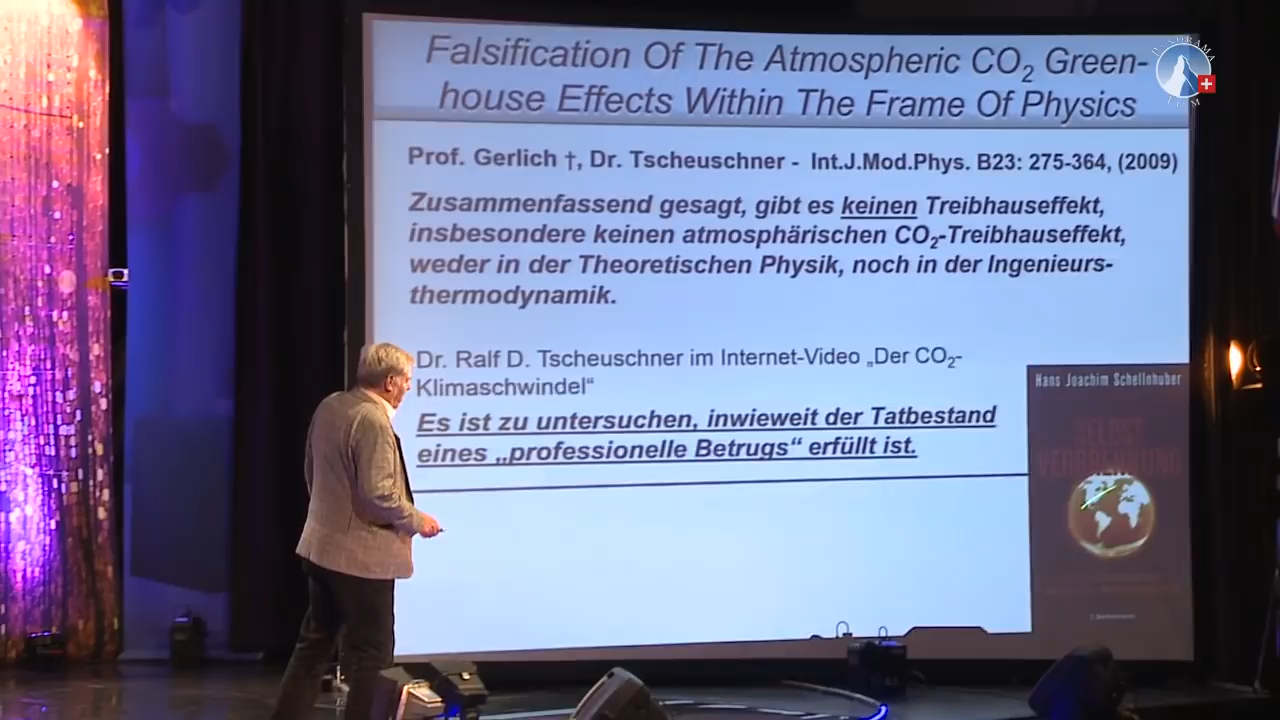 Falsification Of The Atmospheric CO₂ Green-
house Effects Within The Frame Of Physics
Prof. Gerlich †, Dr. Tscheuschner - Int.J.Mod.Phys. B23: 275-364, (2009)
Zusammenfassend gesagt, gibt es keinen Treibhauseffekt,
insbesondere keinen atmosphärischen CO₂-Treibhauseffekt,
weder in der Theoretischen Physik, noch in der Ingenieurs-
thermodynamik.
Dr. Ralf D. Tscheuschner im Internet-Video „Der CO₂-
Klimaschwindel“
Es ist zu untersuchen, inwieweit der Tatbestand
eines „professionelle Betrugs“ erfüllt ist.
Hans Joachim Schellnhuber
SELBST
VERBRENNUNG